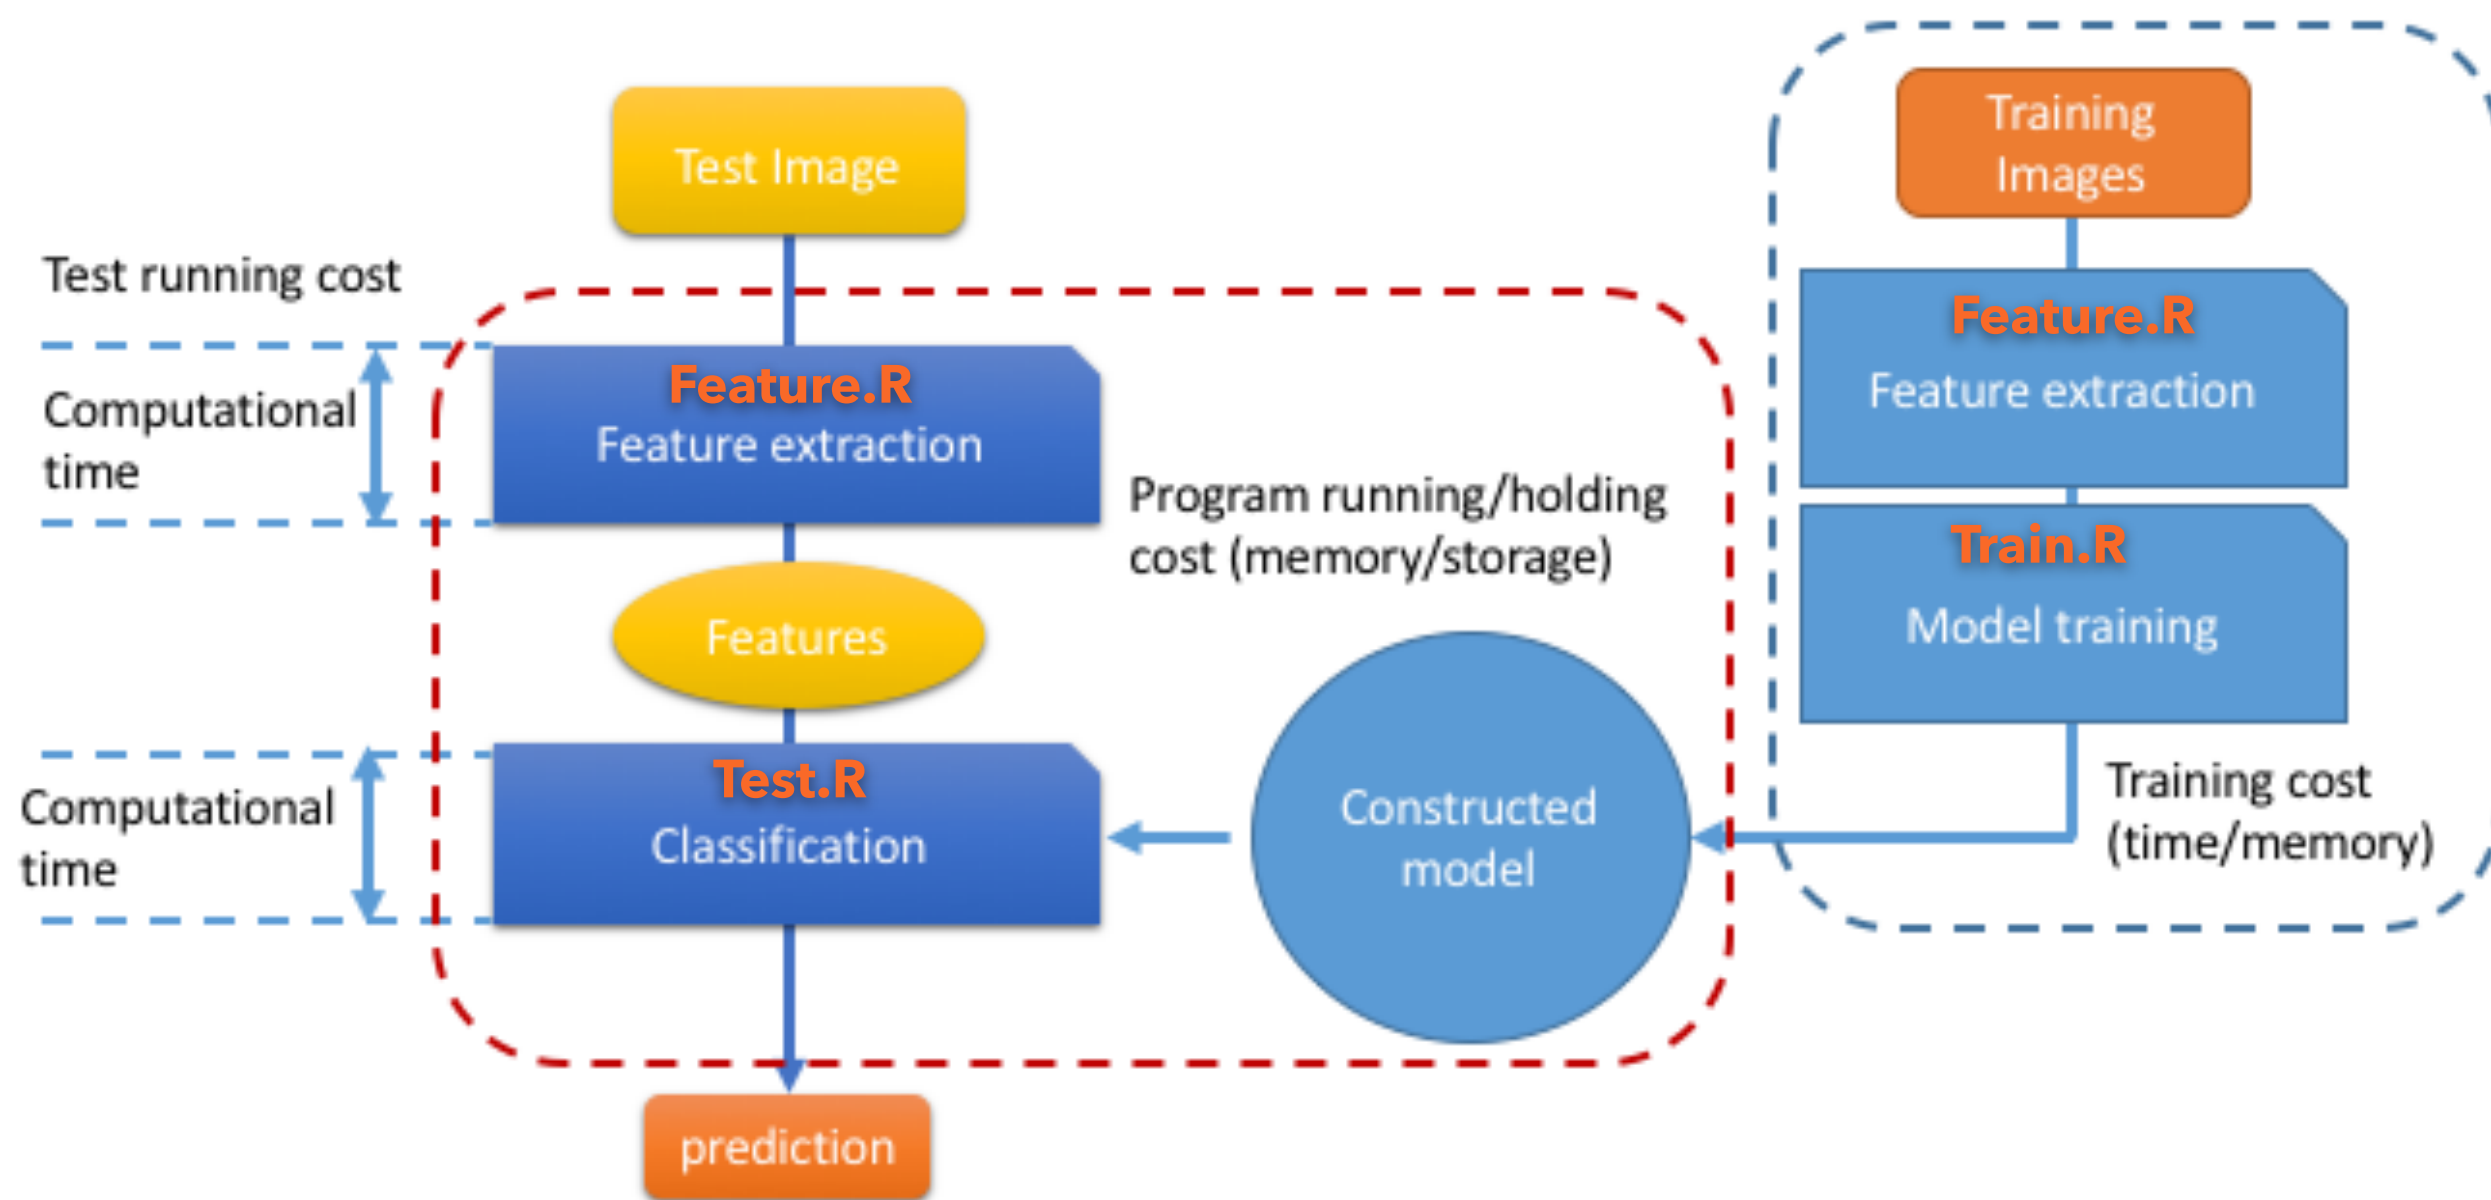 Test Image
Test running cost
Feature.R
Feature extraction
Computational
time
Features
Test.R
Classification
Computational
time
prediction
Program running/holding
cost (memory/storage)
Constructed
model
Training
Images
Feature.R
Feature extraction
Train.R
Model training
Training cost
(time/memory)